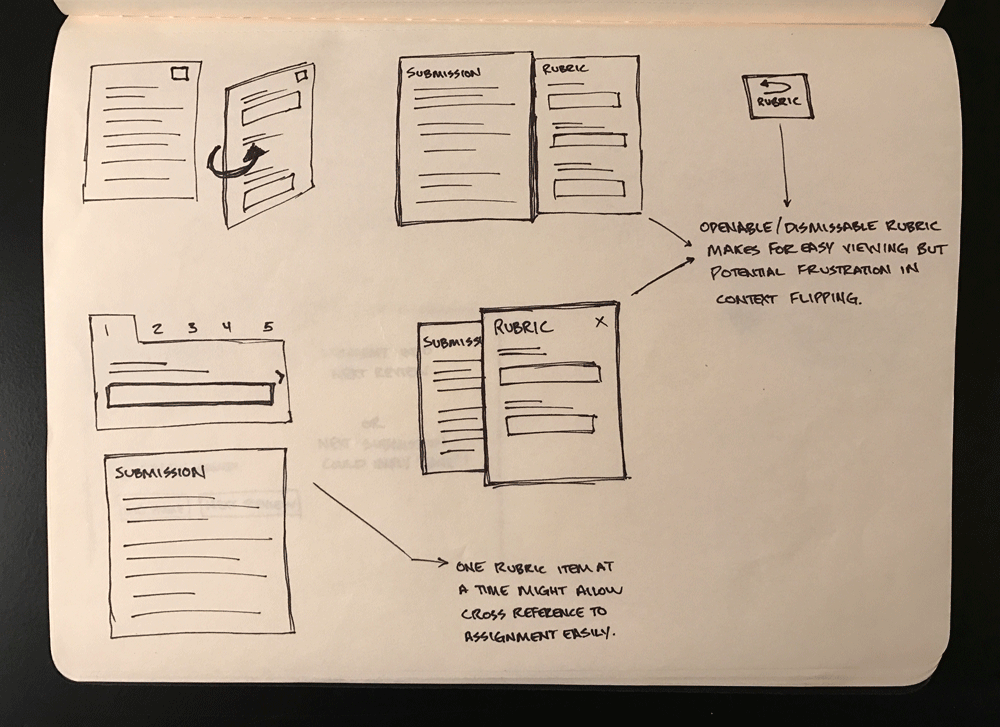 SUBMISSION
RUBRIC
RUBRIC
OPENABLE/DISMISSABLE RUBRIC
MAKES FOR EASY VIEWING BUT
POTENTIAL FRUSTRATION IN
CONTEXT FLIPPING.
1 2 3 4 5
SUBMISS
RUBRIC X
SUBMISSION
ONE RUBRIC ITEM AT
A TIME MIGHT ALLOW
CROSS REFERENCE TO
ASSIGNMENT EASILY.